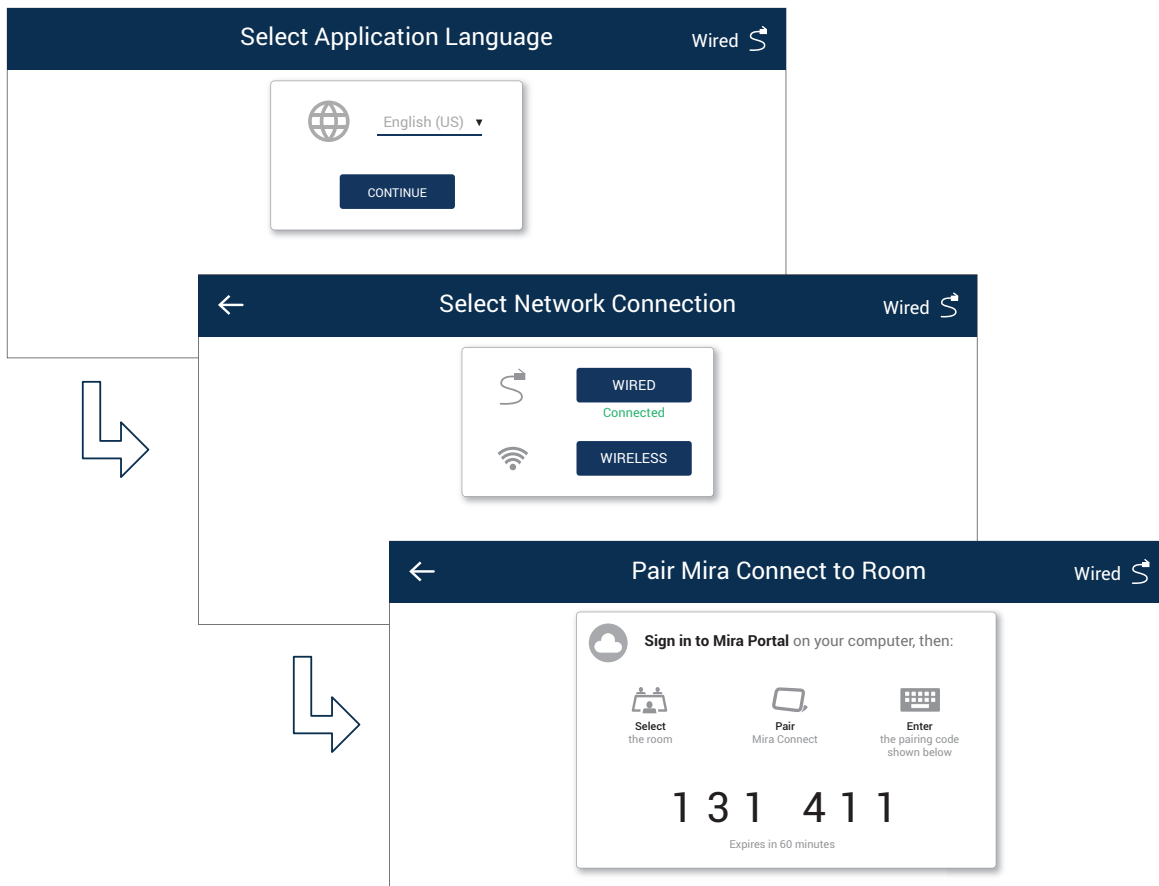 Select Application Language
Wired
English (US)
CONTINUE
Select Network Connection
Wired
WIRED
Connected
WIRELESS
Pair Mira Connect to Room
Wired
Sign in to Mira Portal on your computer, then:
Select
the room
Pair
Mira Connect
Enter
the pairing code
shown below
131 411
Expires in 60 minutes